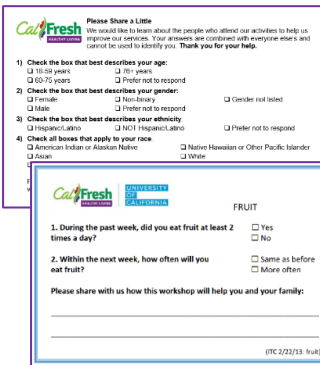 CalFresh
HEALTHY LIVING
Please Share a Little
We would like to learn about the people who attend our activities to help us
improve our services. Your answers are combined with everyone else's and
cannot be used to identify you. Thank you for your help.
1) Check the box that best describes your age:
☐ 18-59 years ☐ 76+ years
☐ 60-75 years ☐ Prefer not to respond
2) Check the box that best describes your gender:
☐ Female ☐ Non-binary ☐ Gender not listed
☐ Male ☐ Prefer not to respond
3) Check the box that best describes your ethnicity
☐ Hispanic/Latino ☐ NOT Hispanic/Latino ☐ Prefer not to respond
4) Check all boxes that apply to your race
☐ American Indian or Alaskan Native ☐ Native Hawaiian or Other Pacific Islander
☐ Asian ☐ White
CalFresh
HEALTHY LIVING
UNIVERSITY
OF
CALIFORNIA
FRUIT
1. During the past week, did you eat fruit at least 2 ☐ Yes
times a day? ☐ No
2. Within the next week, how often will you ☐ Same as before
eat fruit? ☐ More often
Please share with us how this workshop will help you and your family:
(ITC 2/22/13: fruit)